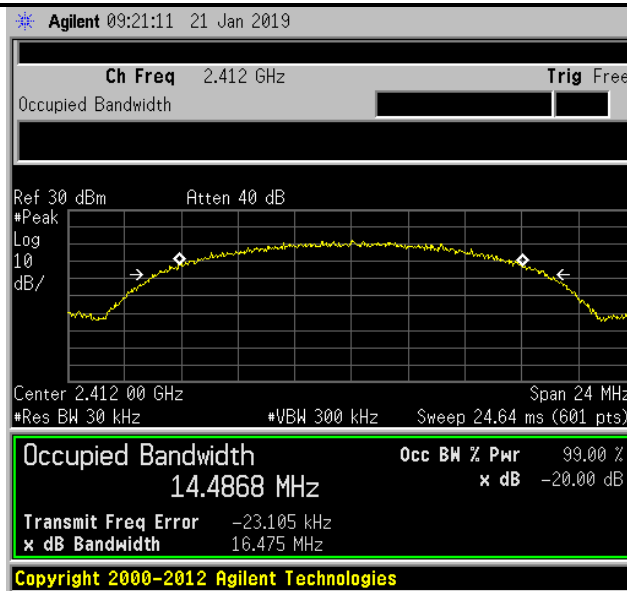 Agilent 09:21:11 21 Jan 2019
Ch Freq 2.412 GHz Trig Free
Occupied Bandwidth
Ref 30 dBm Atten 40 dB
#Peak
Log
10
dB/
Center 2.412 00 GHz Span 24 MHz
#Res BW 30 kHz #VBW 300 kHz Sweep 24.64 ms (601 pts)
Occupied Bandwidth Occ BW % Pwr 99.00 %
14.4868 MHz x dB -20.00 dB
Transmit Freq Error -23.105 kHz
x dB Bandwidth 16.475 MHz
Copyright 2000-2012 Agilent Technologies